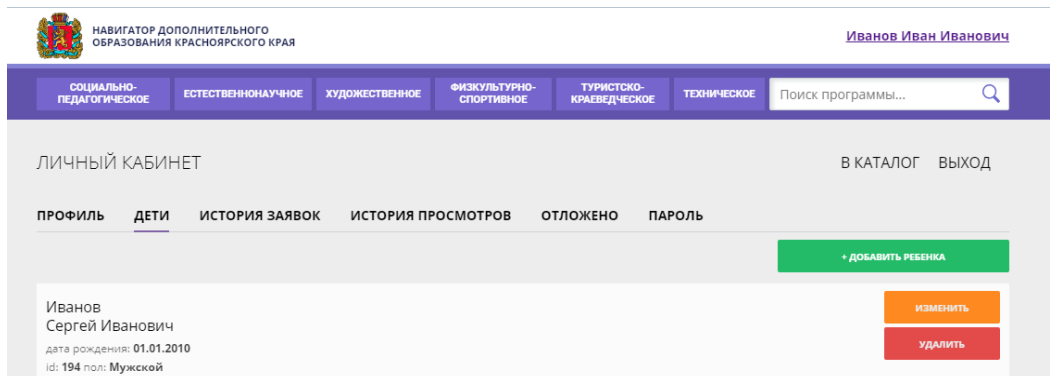 НАВИГАТОР ДОПОЛНИТЕЛЬНОГО
ОБРАЗОВАНИЯ КРАСНОЯРСКОГО КРАЯ
Иванов Иван Иванович
СОЦИАЛЬНО-
ПЕДАГОГИЧЕСКОЕ
ЕСТЕСТВЕННОНАУЧНОЕ
ХУДОЖЕСТВЕННОЕ
ФИЗКУЛЬТУРНО-
СПОРТИВНОЕ
ТУРИСТСКО-
КРАЕВЕДЧЕСКОЕ
ТЕХНИЧЕСКОЕ
Поиск программы...
ЛИЧНЫЙ КАБИНЕТ
В КАТАЛОГ ВЫХОД
ПРОФИЛЬ ДЕТИ ИСТОРИЯ ЗАЯВОК ИСТОРИЯ ПРОСМОТРОВ ОТЛОЖЕНО ПАРОЛЬ
+ ДОБАВИТЬ РЕБЕНКА
Иванов
Сергей Иванович
дата рождения: 01.01.2010
id: 194 пол: Мужской
ИЗМЕНИТЬ
УДАЛИТЬ